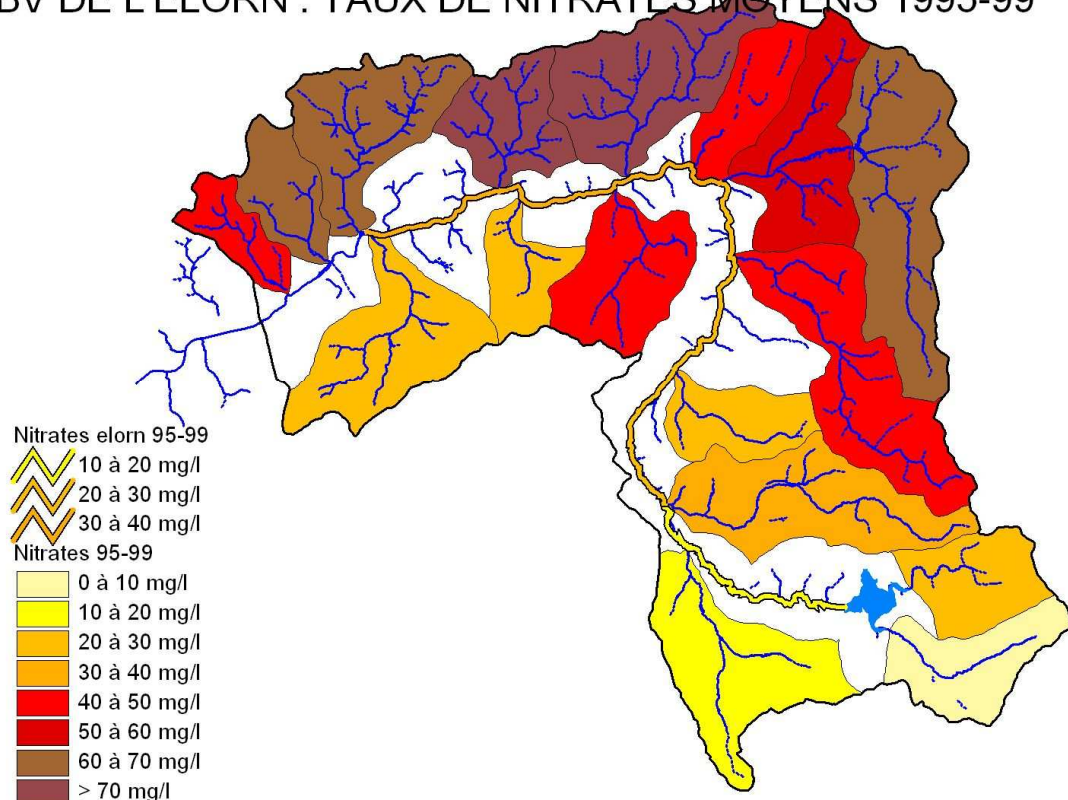 BV DE L'ELORN : TAUX DE NITRATES MOYENS 1995-99
Nitrates elorn 95-99
10 à 20 mg/l
20 à 30 mg/l
30 à 40 mg/l
Nitrates 95-99
0 à 10 mg/l
10 à 20 mg/l
20 à 30 mg/l
30 à 40 mg/l
40 à 50 mg/l
50 à 60 mg/l
60 à 70 mg/l
> 70 mg/l